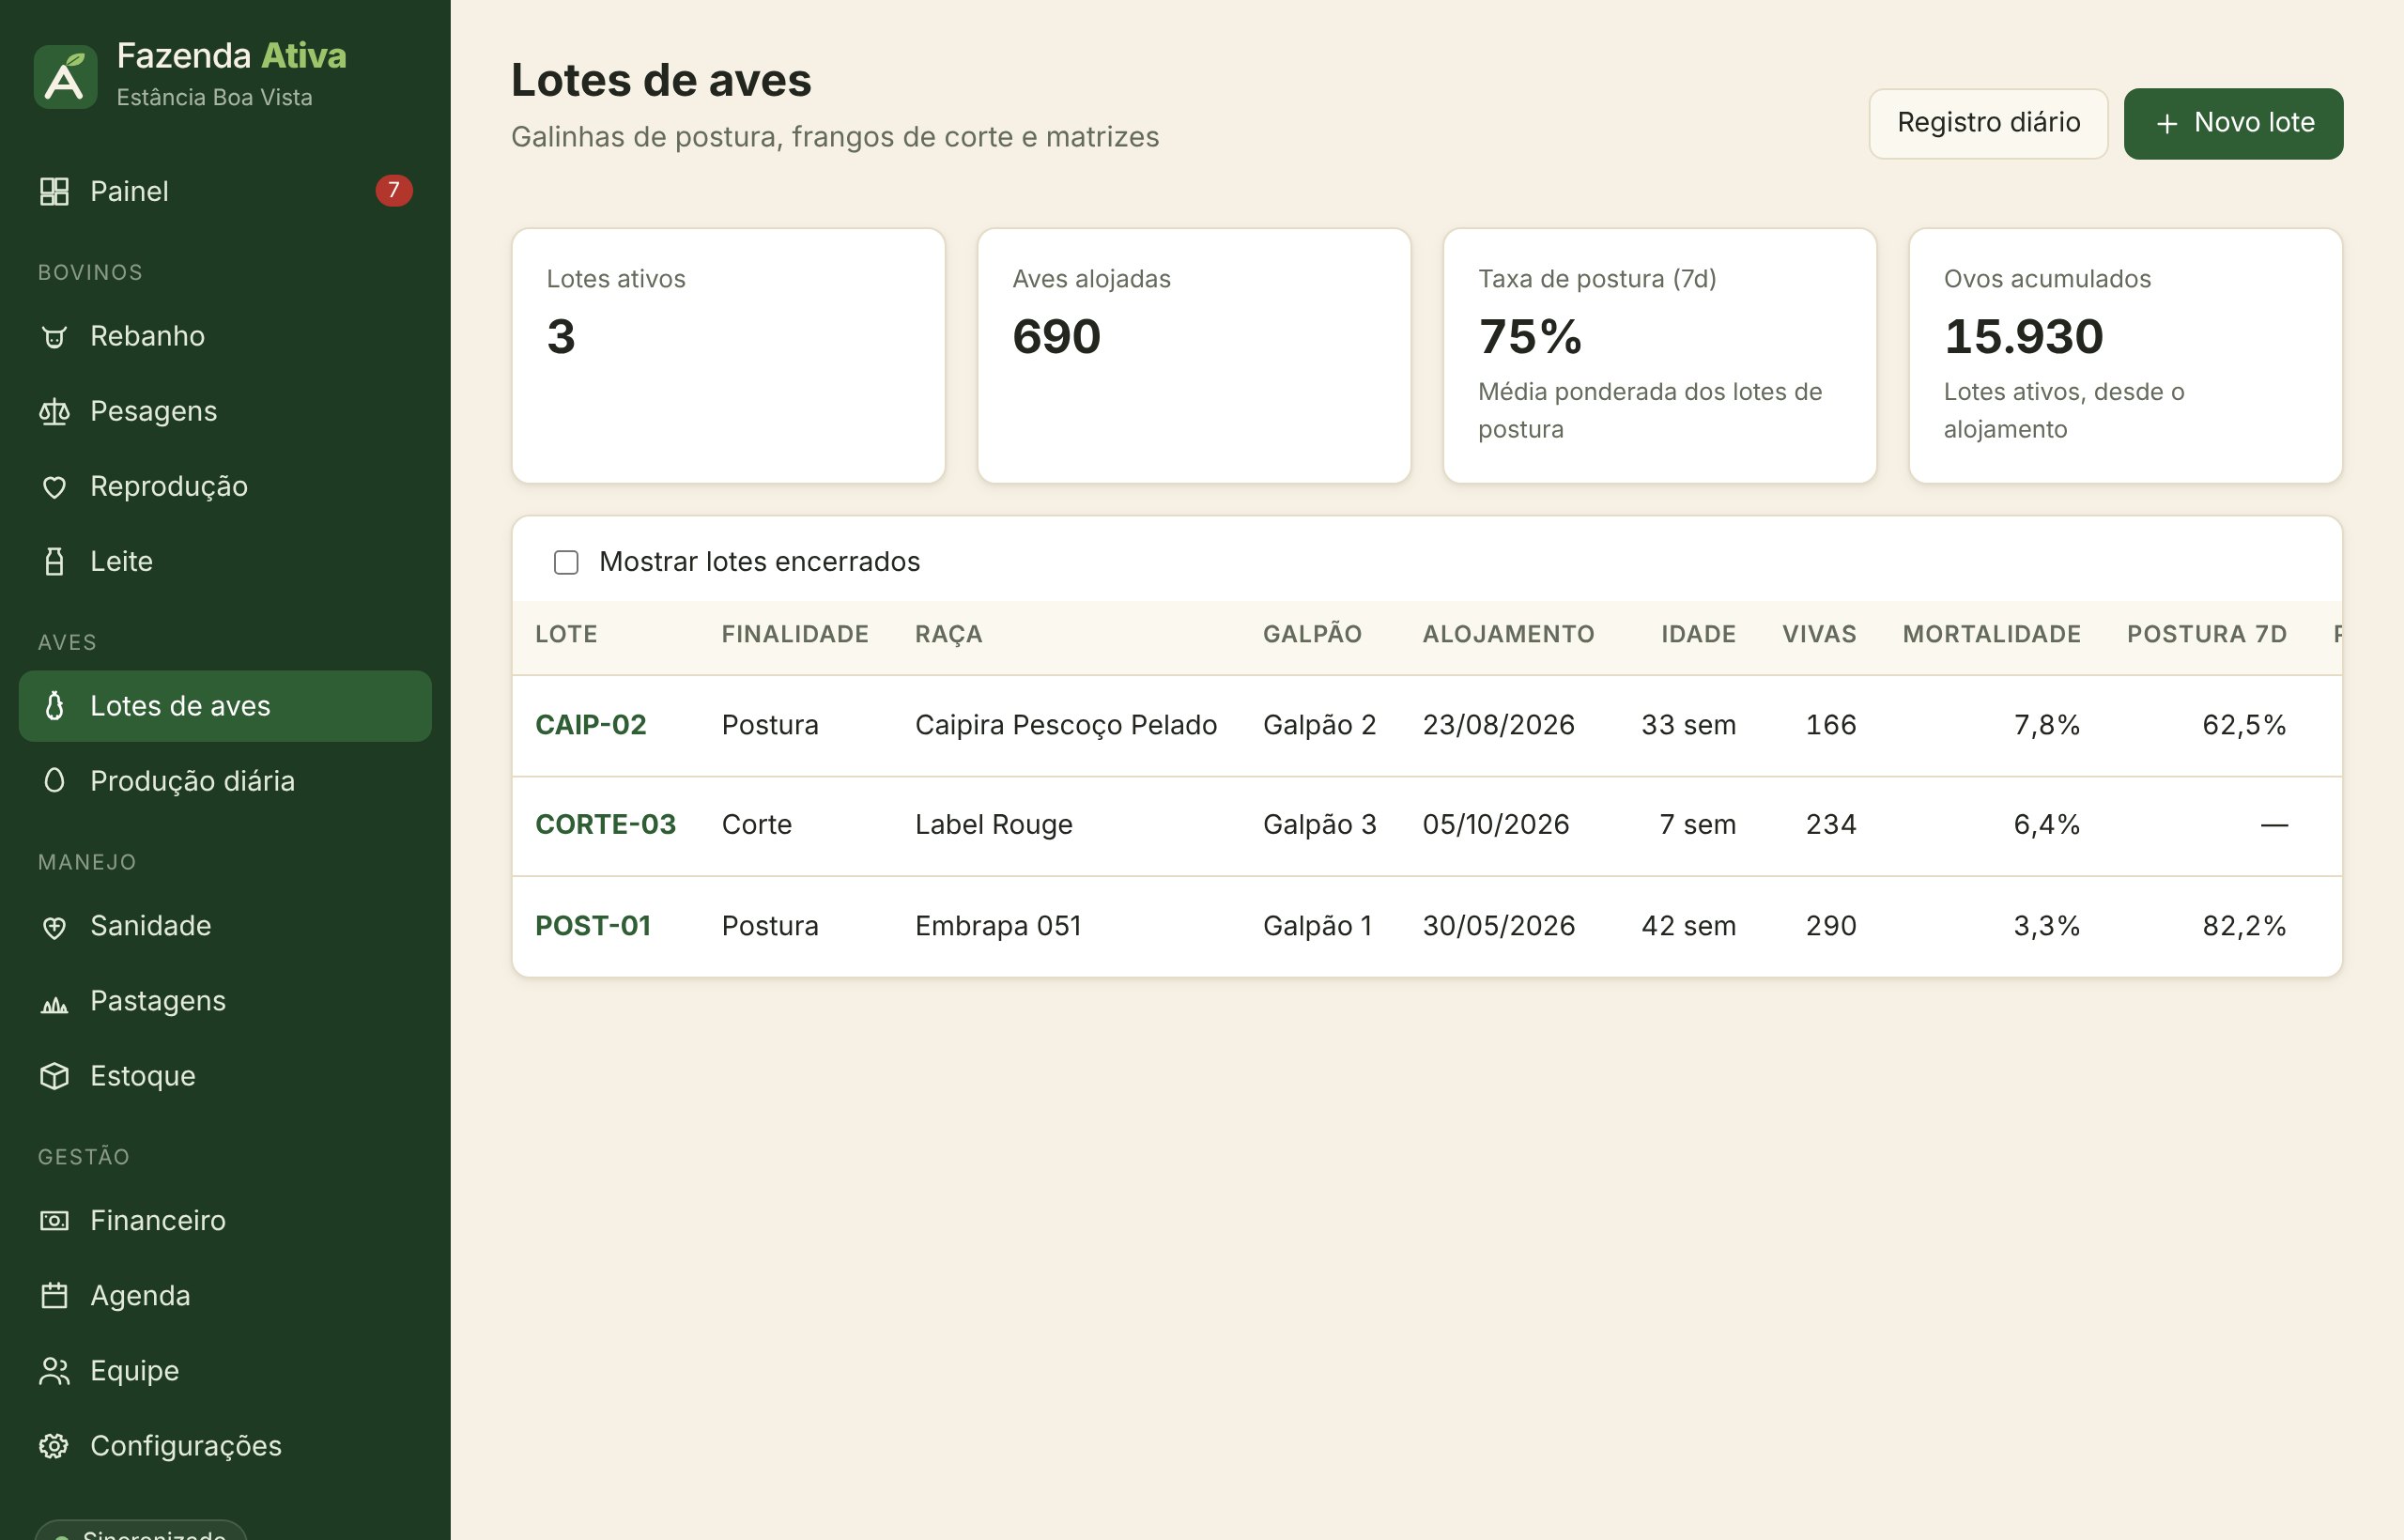 Fazenda Ativa
Estância Boa Vista
Painel 7
BOVINOS
Rebanho
Pesagens
Reprodução
Leite
AVES
Lotes de aves
Produção diária
MANEJO
Sanidade
Pastagens
Estoque
GESTÃO
Financeiro
Agenda
Equipe
Configurações
Sincronizado
Lotes de aves
Galinhas de postura, frangos de corte e matrizes
Registro diário
+ Novo lote
Lotes ativos
3
Aves alojadas
690
Taxa de postura (7d)
75%
Média ponderada dos lotes de
postura
Ovos acumulados
15.930
Lotes ativos, desde o
alojamento
Mostrar lotes encerrados
LOTE FINALIDADE RAÇA GALPÃO ALOJAMENTO IDADE VIVAS MORTALIDADE POSTURA 7D
CAIP-02 Postura Caipira Pescoço Pelado Galpão 2 23/08/2026 33 sem 166 7,8% 62,5%
CORTE-03 Corte Label Rouge Galpão 3 05/10/2026 7 sem 234 6,4% —
POST-01 Postura Embrapa 051 Galpão 1 30/05/2026 42 sem 290 3,3% 82,2%